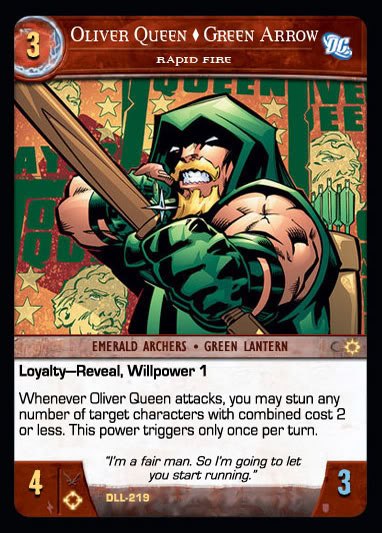 3
OLIVER QUEEN ♦ GREEN ARROW
DC
RAPID FIRE
EMERALD ARCHERS • GREEN LANTERN
Loyalty—Reveal, Willpower 1
Whenever Oliver Queen attacks, you may stun any
number of target characters with combined cost 2
or less. This power triggers only once per turn.
"I'm a fair man. So I'm going to let
you start running."
4
DLL-219
3